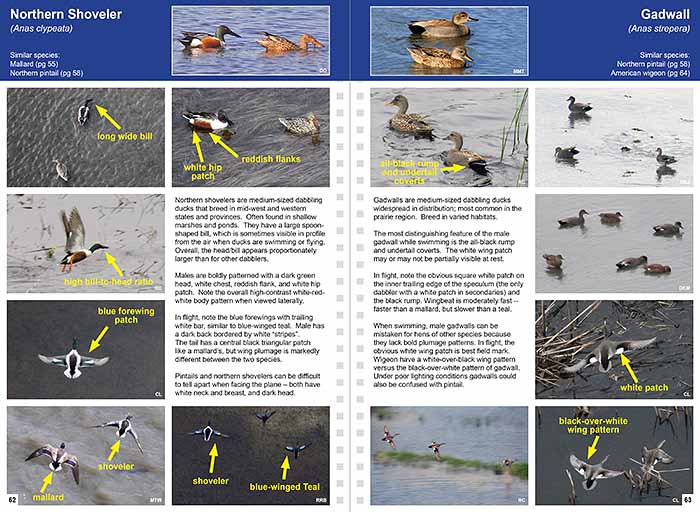 Northern Shoveler
(Anas clypeata)
Similar species:
Mallard (pg 55)
Northern pintail (pg 58)
long wide bill
white hip
patch
reddish flanks
high bill-to-head ratio
blue forewing
patch
CL
mallard
shoveler
MTW
shoveler
blue-winged Teal
RRB
62
Northern shovelers are medium-sized dabbling
ducks that breed in mid-west and western
states and provinces. Often found in shallow
marshes and ponds. They have a large spoon-
shaped bill, which is sometimes visible in profile
from the air when ducks are swimming or flying.
Overall, the head/bill appears proportionately
larger than for other dabblers.
Males are boldly patterned with a dark green
head, white chest, reddish flank, and white hip
patch. Note the overall high-contrast white-red-
white body pattern when viewed laterally.
In flight, note the blue forewings with trailing
white bar, similar to blue-winged teal. Male has
a dark back bordered by white "stripes".
The tail has a central black triangular patch
like a mallard's, but wing plumage is markedly
different between the two species.
Pintails and northern shovelers can be difficult
to tell apart when facing the plane – both have
white neck and breast, and dark head.
Gadwall
(Anas strepera)
Similar species:
Northern pintail (pg 58)
American wigeon (pg 64)
MMT
all-black rump
and undertail
coverts
Gadwalls are medium-sized dabbling ducks
widespread in distribution; most common in the
prairie region. Breed in varied habitats.
The most distinguishing feature of the male
gadwall while swimming is the all-black rump
and undertail coverts. The white wing patch
may or may not be partially visible at rest.
In flight, note the obvious square white patch on
the inner trailing edge of the speculum (the only
dabbler with a white patch in secondaries) and
the black rump. Wingbeat is moderately fast --
faster than a mallard, but slower than a teal.
When swimming, male gadwalls can be
mistaken for hens of other species because
they lack bold plumage patterns. In flight, the
obvious white wing patch is best field mark.
Wigeon have a white-over-black wing pattern
versus the black-over-white pattern of gadwall.
Under poor lighting conditions gadwalls could
also be confused with pintail.
DKW
white patch
CL
black-over-white
wing pattern
CL
63